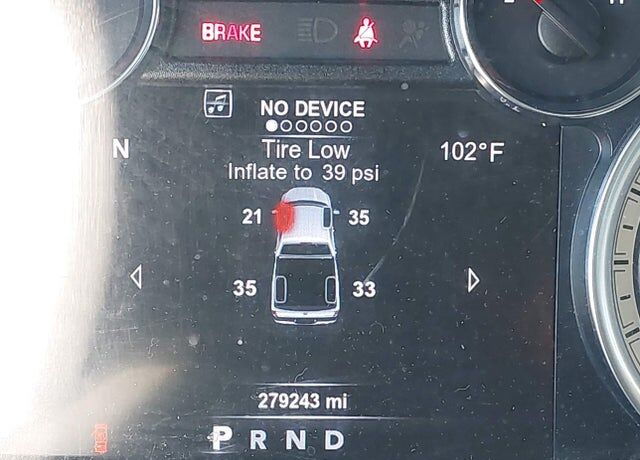 BRAKE
NO DEVICE
Tire Low
N
102°F
Inflate to 39 psi
21
35
35
33
279243 mi
P R N D